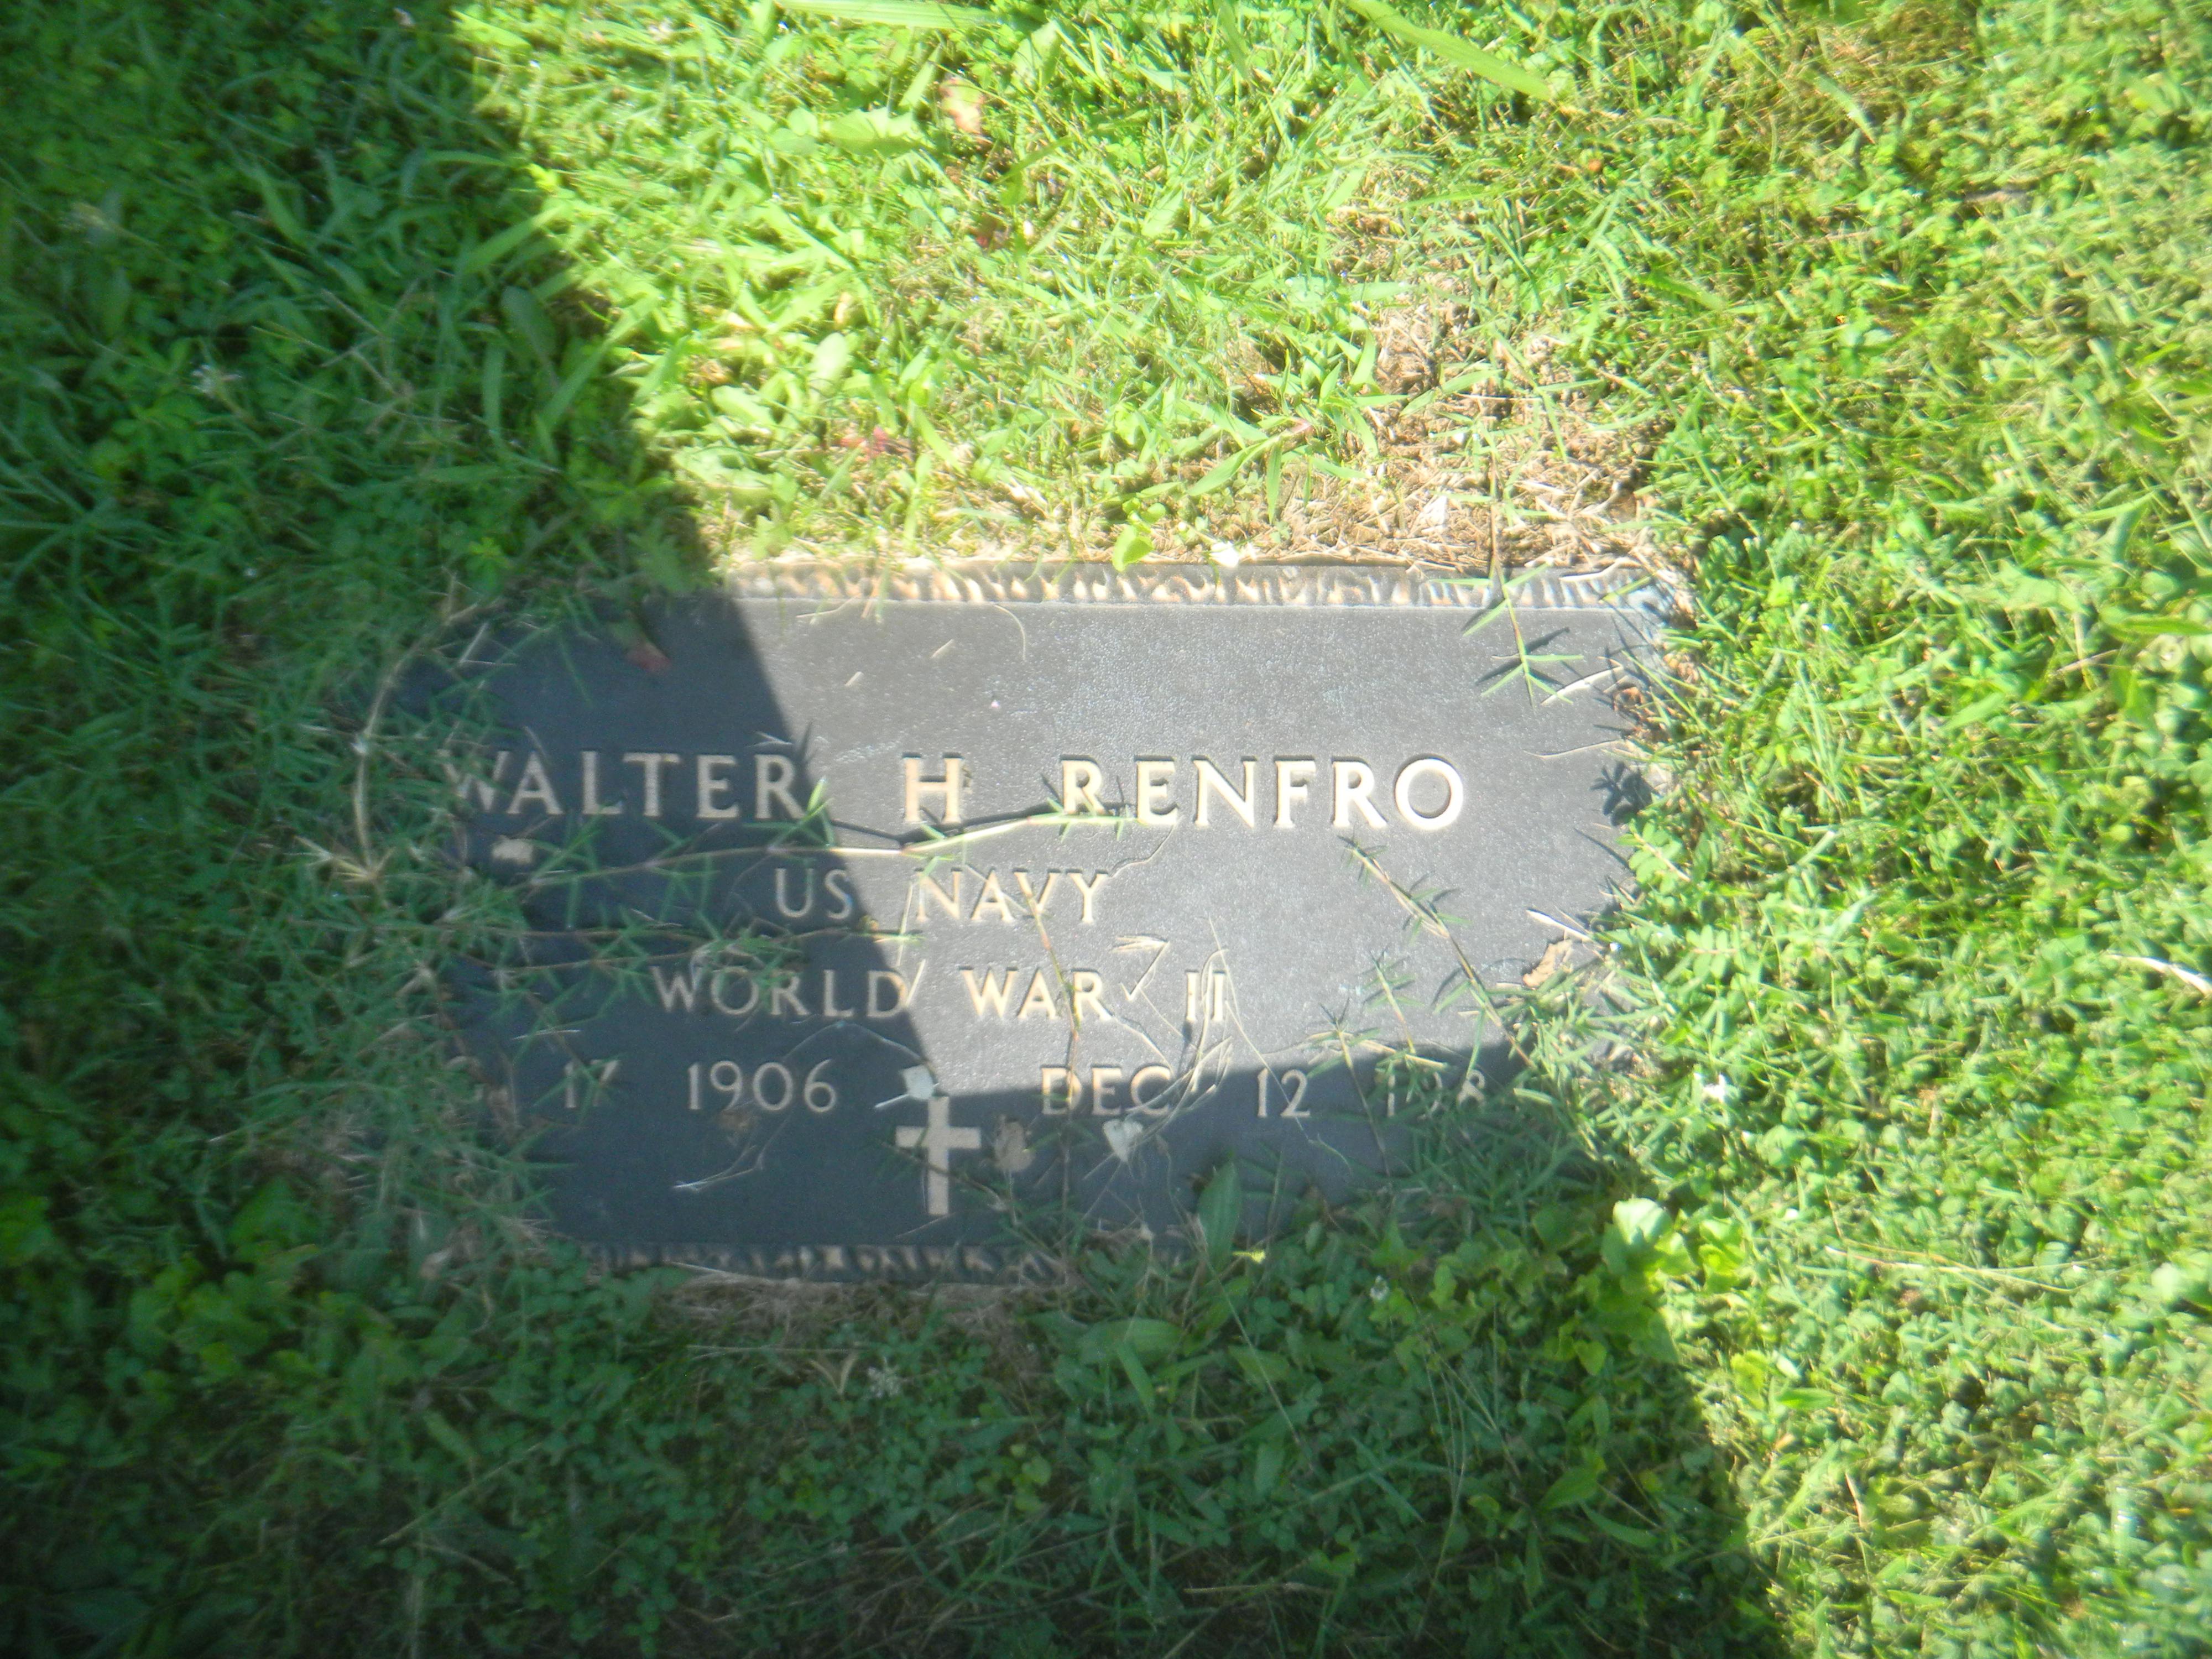 WALTER H RENFRO
US NAVY
WORLD WAR II
17 1906 DEC 12